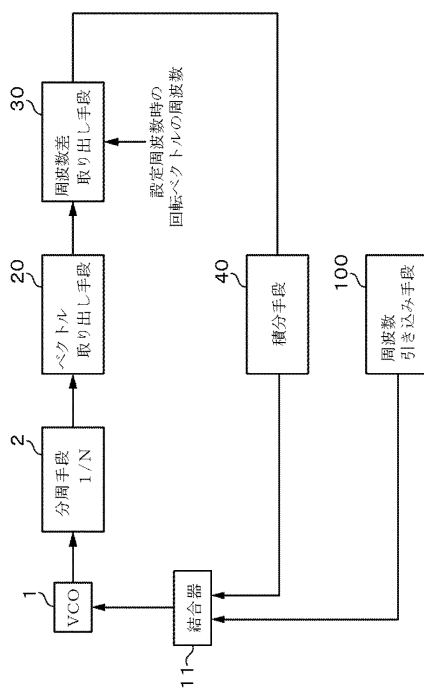 1
VCO
2
分周手段
1/N
20
ベクトル
取り出し手段
30
周波数差
取り出し手段
設定周波数時の
回転ベクトルの周波数
11
結合器
40
積分手段
100
周波数
引き込み手段